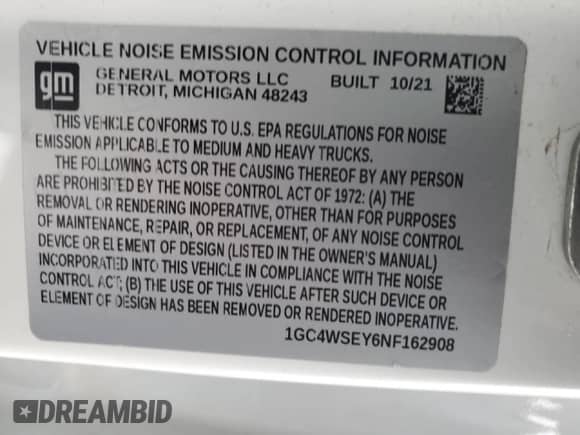 VEHICLE NOISE EMISSION CONTROL INFORMATION
gm GENERAL MOTORS LLC BUILT 10/21
DETROIT, MICHIGAN 48243
THIS VEHICLE CONFORMS TO U.S. EPA REGULATIONS FOR NOISE
EMISSION APPLICABLE TO MEDIUM AND HEAVY TRUCKS.
THE FOLLOWING ACTS OR THE CAUSING THEREOF BY ANY PERSON
ARE PROHIBITED BY THE NOISE CONTROL ACT OF 1972: (A) THE
REMOVAL OR RENDERING INOPERATIVE, OTHER THAN FOR PURPOSES
OF MAINTENANCE, REPAIR, OR REPLACEMENT, OF ANY NOISE CONTROL
DEVICE OR ELEMENT OF DESIGN (LISTED IN THE OWNER'S MANUAL)
INCORPORATED INTO THIS VEHICLE IN COMPLIANCE WITH THE NOISE
CONTROL ACT; (B) THE USE OF THIS VEHICLE AFTER SUCH DEVICE OR
ELEMENT OF DESIGN HAS BEEN REMOVED OR RENDERED INOPERATIVE.
1GC4WSEY6NF162908
DREAMBID